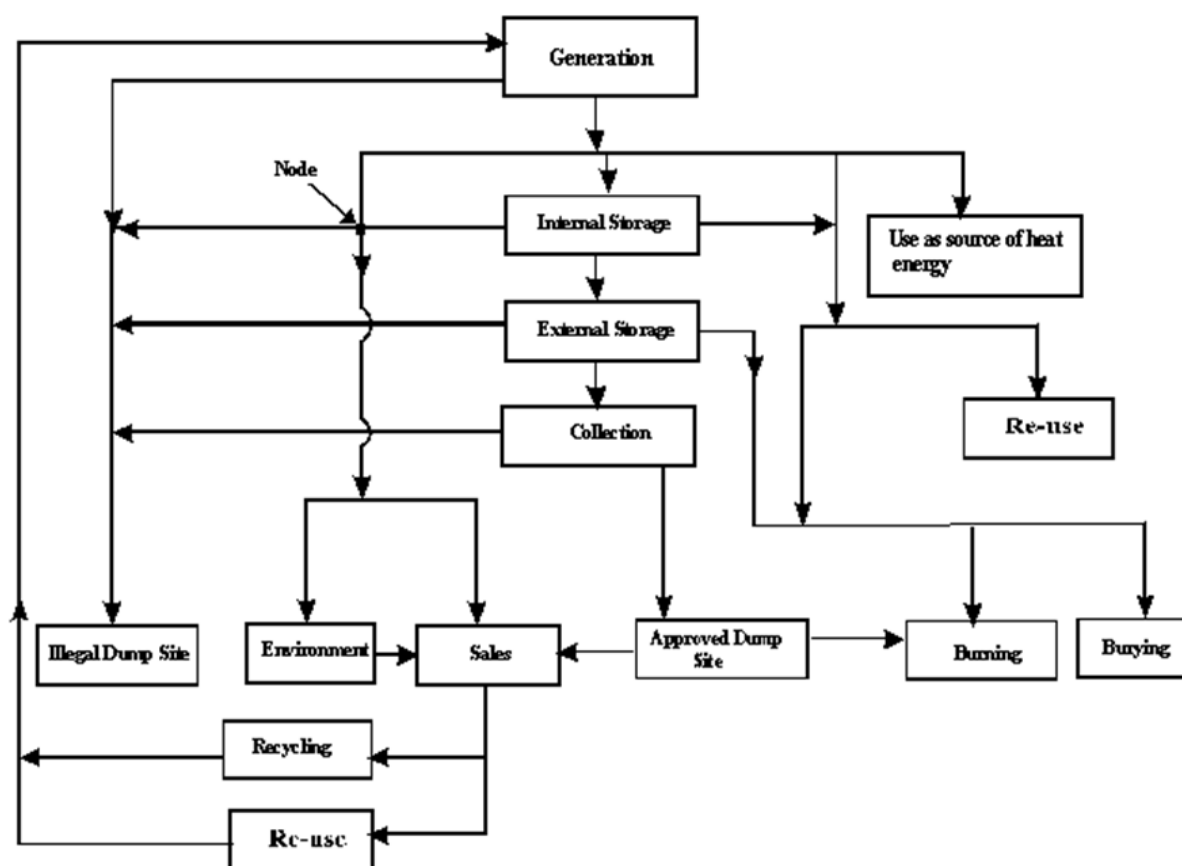 Generation
Node
Internal Storage
Use as source of heat
energy
External Storage
Collection
Re-use
Illegal Dump Site
Environment
Sales
Approved Dump
Site
Burning
Burying
Recycling
Re-use